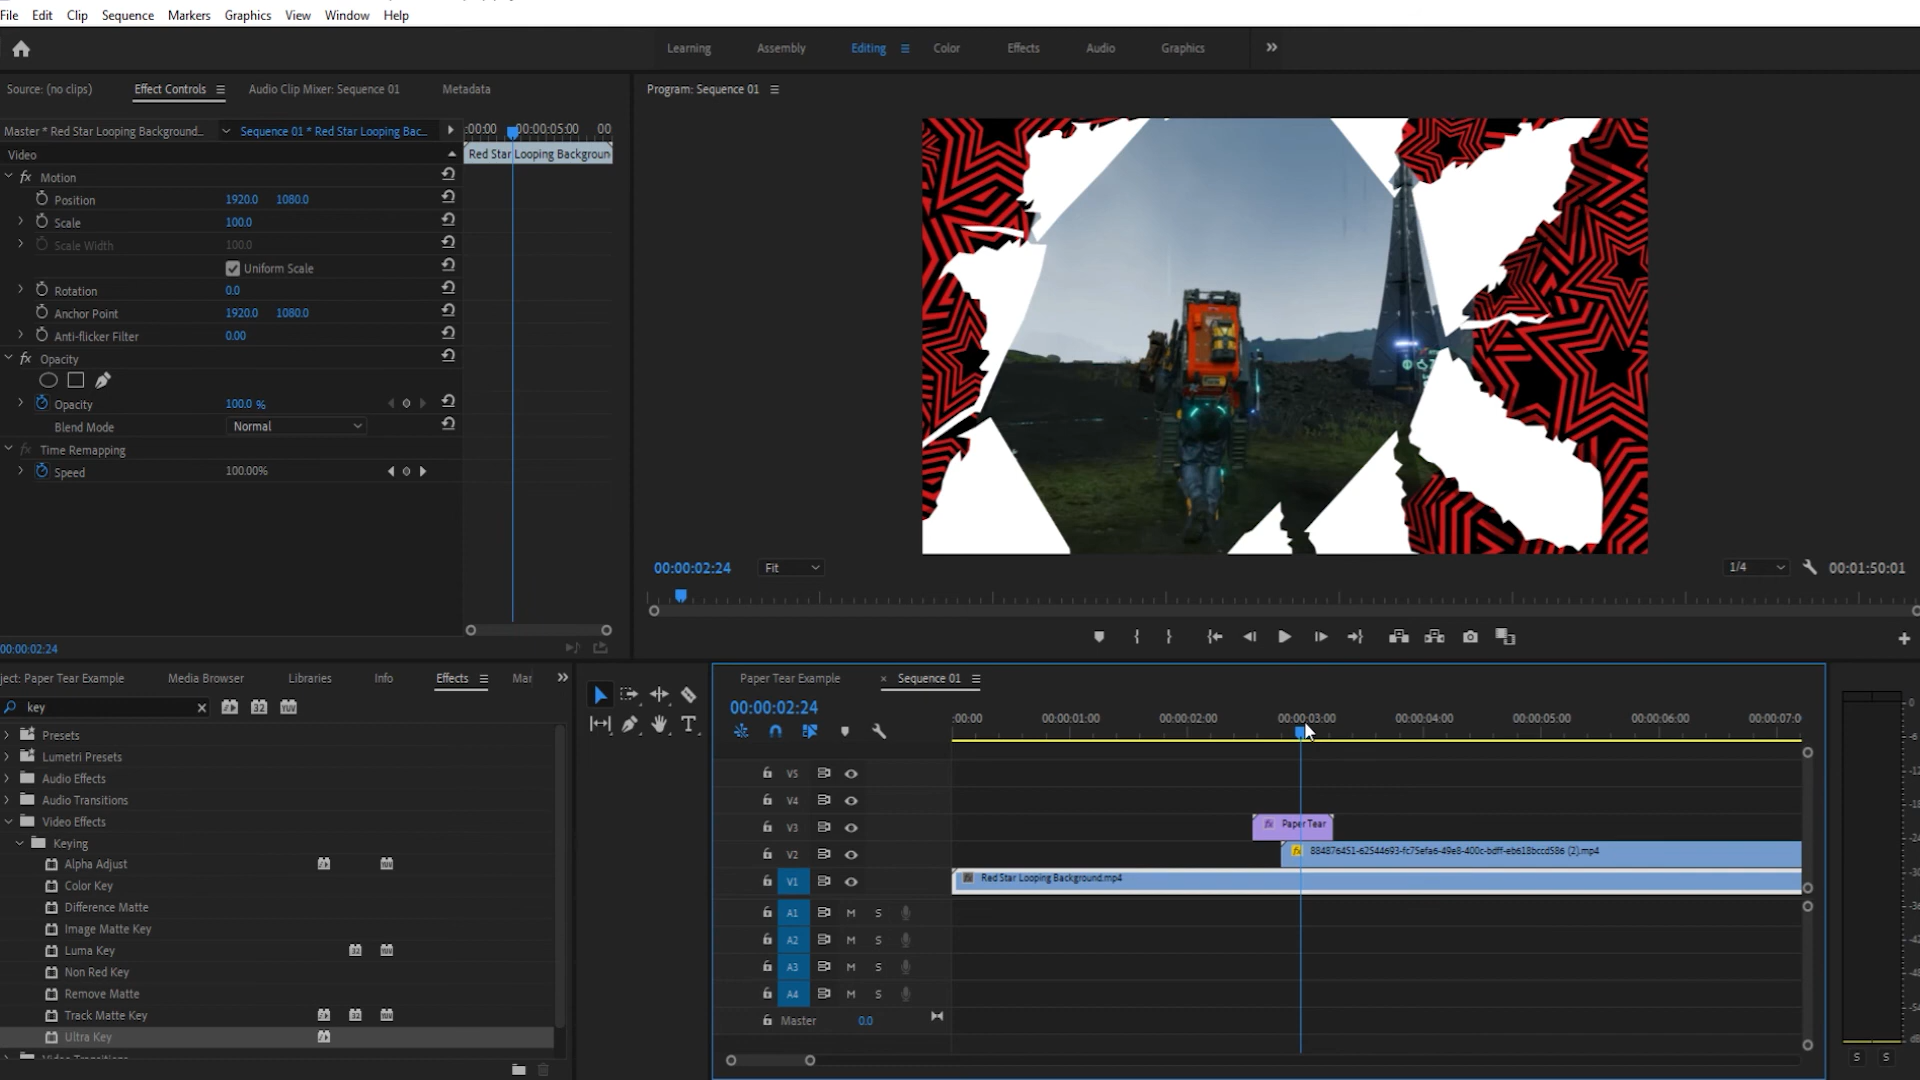 File Edit Clip Sequence Markers Graphics View Window Help
Learning Assembly Editing Color Effects Audio Graphics
Source: (no clips) Effect Controls Audio Clip Mixer: Sequence 01 Metadata
Program: Sequence 01
Master * Red Star Looping Background... Sequence 01 * Red Star Looping Bac... :00:00 00:00:05:00 00
Video Red Star Looping Backgroun
Motion
Position 1920.0 1080.0
Scale 100.0
Scale Width 100.0
Uniform Scale
Rotation 0.0
Anchor Point 1920.0 1080.0
Anti-flicker Filter 0.00
Opacity
Opacity 100.0 %
Blend Mode Normal
Time Remapping
Speed 100.00%
00:00:02:24
00:00:02:24 Fit 1/4 00:01:50:01
ject: Paper Tear Example Media Browser Libraries Info Effects Mar
key
Presets
Lumetri Presets
Audio Effects
Audio Transitions
Video Effects
Keying
Alpha Adjust
Color Key
Difference Matte
Image Matte Key
Luma Key
Non Red Key
Remove Matte
Track Matte Key
Ultra Key
Video Transitions
Paper Tear Example × Sequence 01
00:00:02:24
:00:00 00:00:01:00 00:00:02:00 00:00:03:00 00:00:04:00 00:00:05:00 00:00:06:00 00:00:07:0
V5
V4
V3 Paper Tear
V2 884876451-62544693-fc75efa6-49e8-400c-bdff-eb618bccd586 (2).mp4
V1 Red Star Looping Background.mp4
A1 M S
A2 M S
A3 M S
A4 M S
Master 0.0
0
-6
S S